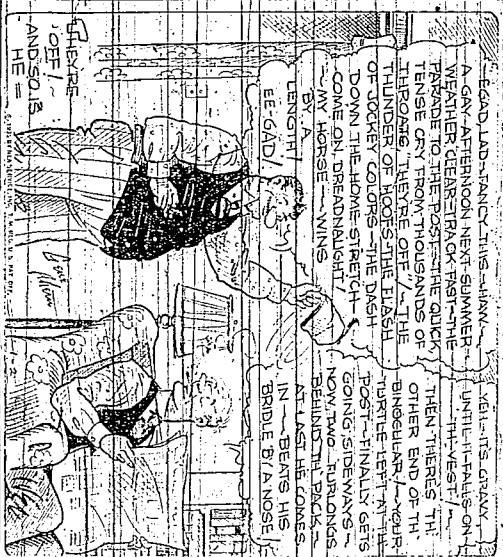 EGAD, LAD~FANCY THIS~HAW~
A GAY AFTERNOON NEXT SUMMER~
WEATHER CLEAR~TRACK FAST~THE
PARADE TO THE POST~THE QUICK
TENSE CRY FROM THOUSANDS OF
THROATS, THEYRE OFF!/~THE
THUNDER OF HOOFS~THE FLASH
OF JOCKEY COLORS~THE DASH
DOWN THE HOME STRETCH~
COME ON DREADNAUGHT!
~MY HORSE~WINS
BY A
LENGTH!
EE-GAD!
YEH~ITS GRAVY
UNTIL IT FALLS ON
TH' VEST!~
THEN THERE'S TH'
OTHER END OF TH'
BINOCULAR!~YOUR
TURTLE LEFT AT TH'
POST~FINALLY GETS
GOING SIDEWAYS~
NOW TWO FURLONGS
BEHIND TH' PACK~
AT LAST HE COMES
IN~BEATS HIS
BRIDLE BY A NOSE!
THEYRE
OFF!~
~AND SO IS
HE=